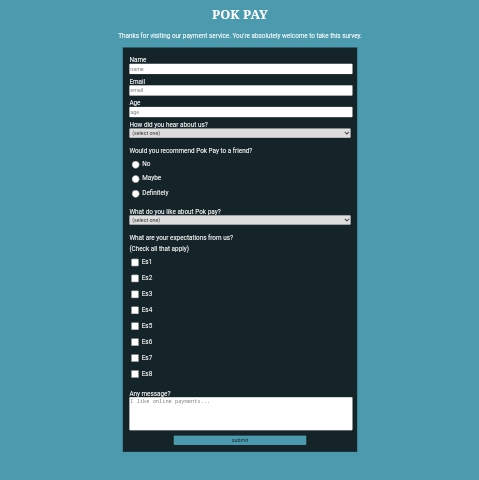 POK PAY
Thanks for visiting our payment service. You're absolutely welcome to take this survey.
Name
name
Email
email
Age
age
How did you hear about us?
(select one)
Would you recommend Pok Pay to a friend?
No
Maybe
Definitely
What do you like about Pok pay?
(select one)
What are your expectations from us?
(Check all that apply)
Es1
Es2
Es3
Es4
Es5
Es6
Es7
Es8
Any message?
I like online payments...
submit